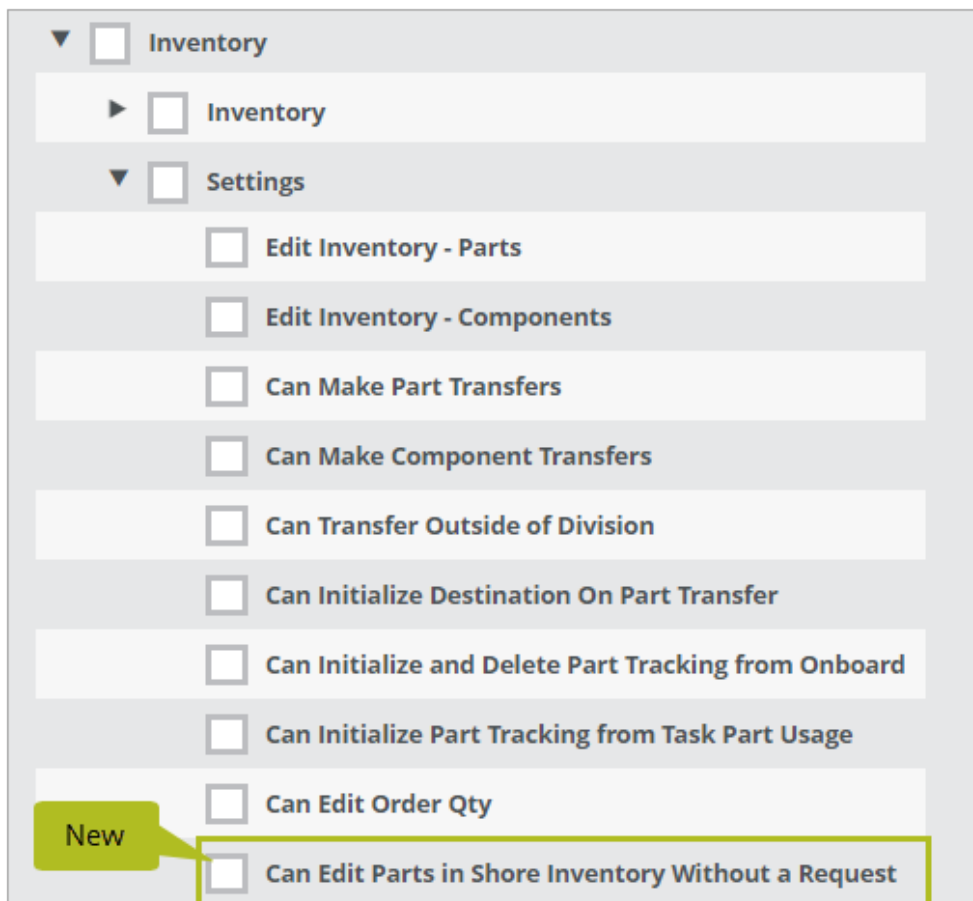 Inventory
Inventory
Settings
Edit Inventory - Parts
Edit Inventory - Components
Can Make Part Transfers
Can Make Component Transfers
Can Transfer Outside of Division
Can Initialize Destination On Part Transfer
Can Initialize and Delete Part Tracking from Onboard
Can Initialize Part Tracking from Task Part Usage
Can Edit Order Qty
New
Can Edit Parts in Shore Inventory Without a Request